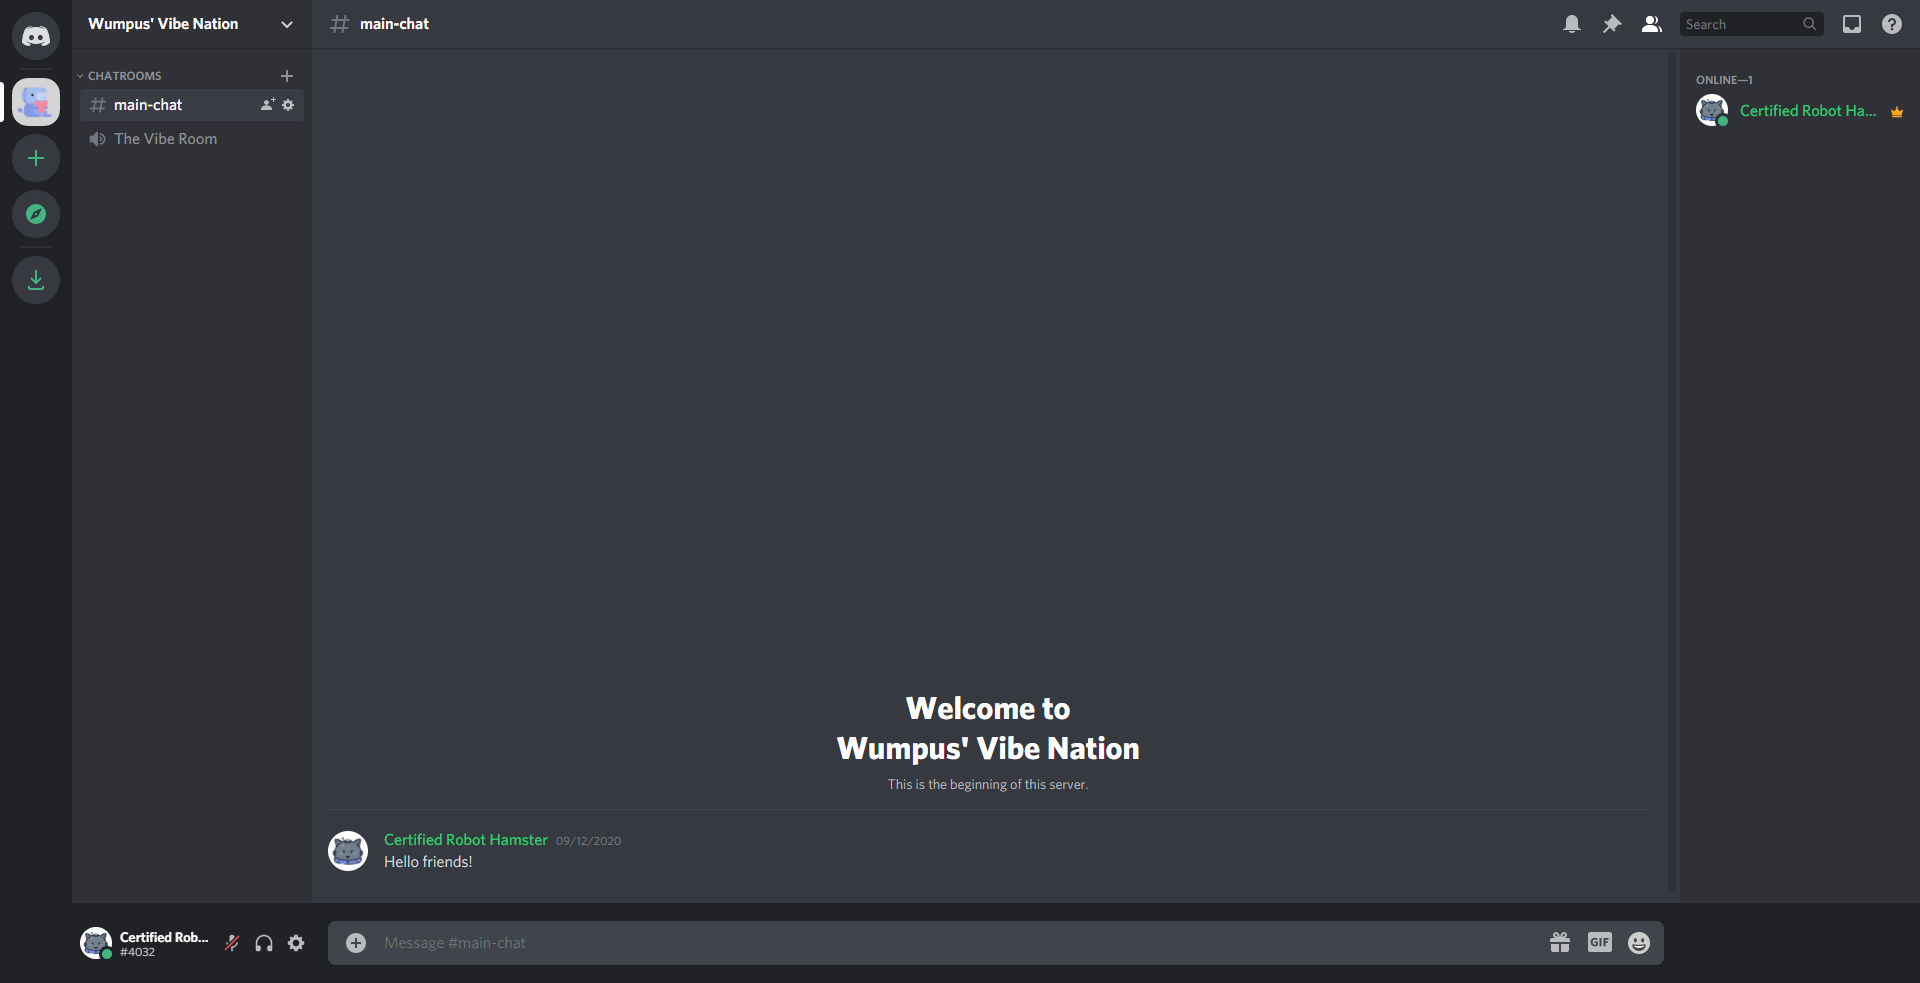 Wumpus' Vibe Nation
main-chat
Search
CHATROOMS
main-chat
The Vibe Room
ONLINE—1
Certified Robot Ha...
Welcome to
Wumpus' Vibe Nation
This is the beginning of this server.
Certified Robot Hamster 09/12/2020
Hello friends!
Certified Rob...
#4032
Message #main-chat
GIF